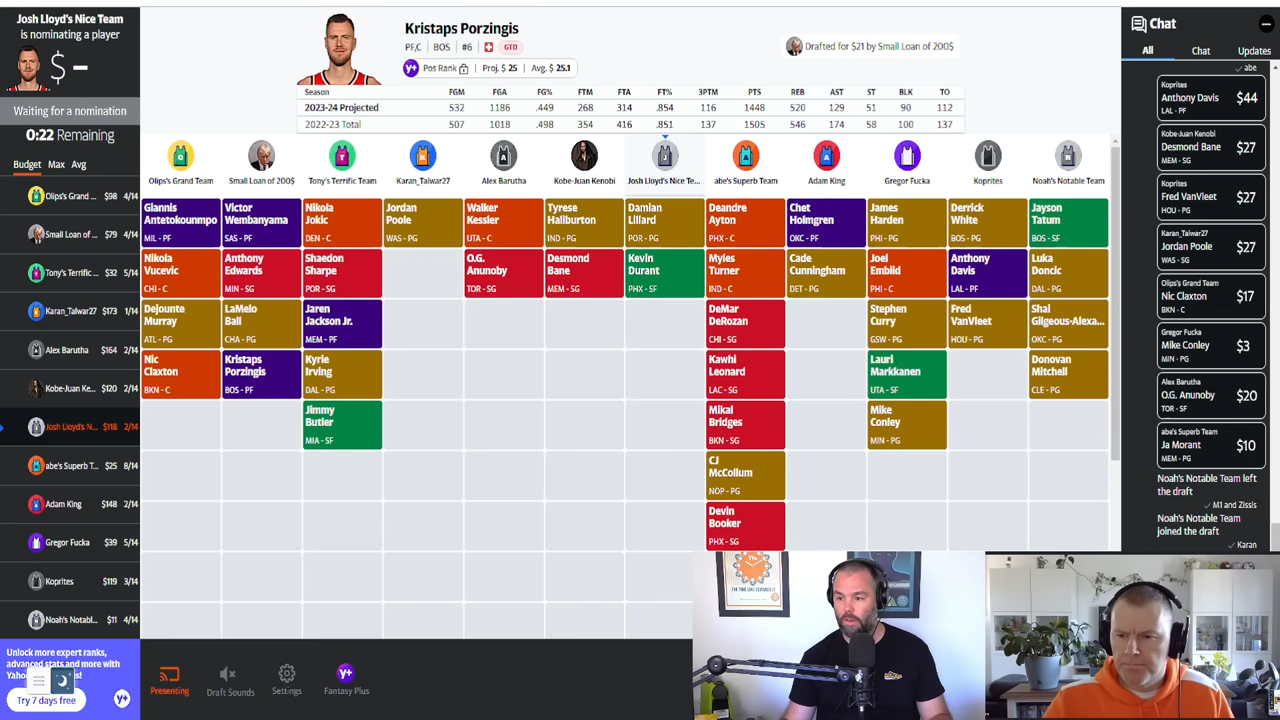 Josh Lloyd's Nice Team
is nominating a player
$ –
Waiting for a nomination
0:22 Remaining
Budget Max Avg
Olips's Grand ... $98 4/14
Small Loan of ... $79 4/14
Tony's Terrific ... $32 5/14
Karan_Talwar27 $173 1/14
Alex Barutha $164 2/14
Kobe-Juan Ke... $120 2/14
Josh Lloyd's N... $118 2/14
abe's Superb T... $25 8/14
Adam King $148 2/14
Gregor Fucka $39 5/14
Koprites $119 3/14
Noah's Notabl... $11 4/14
Unlock more expert ranks,
advanced stats and more with
Try 7 days free
y+
Kristaps Porzingis
PF,C BOS #6 GTD
y+ Pos Rank Proj. $ 25 Avg. $ 25.1
Drafted for $21 by Small Loan of 200$
Season FGM FGA FG% FTM FTA FT% 3PTM PTS REB AST ST BLK TO
2023-24 Projected 532 1186 .449 268 314 .854 116 1448 520 129 51 90 112
2022-23 Total 507 1018 .498 354 416 .851 137 1505 546 174 58 100 137
Olips's Grand Team Small Loan of 200$ Tony's Terrific Team Karan_Talwar27 Alex Barutha Kobe-Juan Kenobi Josh Lloyd's Nice Te... abe's Superb Team Adam King Gregor Fucka Koprites Noah's Notable Team
Giannis Victor Nikola Jordan Walker Tyrese Damian Deandre Chet James Derrick Jayson
Antetokounmpo Wembanyama Jokic Poole Kessler Haliburton Lillard Ayton Holmgren Harden White Tatum
MIL - PF SAS - PF DEN - C WAS - PG UTA - C IND - PG POR - PG PHX - C OKC - PF PHI - PG BOS - PG BOS - SF
Nikola Anthony Shaedon O.G. Desmond Kevin Myles Cade Joel Anthony Luka
Vucevic Edwards Sharpe Anunoby Bane Durant Turner Cunningham Embiid Davis Doncic
CHI - C MIN - SG POR - SG TOR - SG MEM - SG PHX - SF IND - C DET - PG PHI - C LAL - PF DAL - PG
Dejounte LaMelo Jaren DeMar Stephen Fred Shai
Murray Ball Jackson Jr. DeRozan Curry VanVleet Gilgeous-Alexa...
ATL - PG CHA - PG MEM - PF CHI - SG GSW - PG HOU - PG OKC - PG
Nic Kristaps Kyrie Kawhi Lauri Donovan
Claxton Porzingis Irving Leonard Markkanen Mitchell
BKN - C BOS - PF DAL - PG LAC - SG UTA - SF CLE - PG
Jimmy Mikal Mike
Butler Bridges Conley
MIA - SF BKN - SG MIN - PG
CJ
McCollum
NOP - PG
Devin
Booker
PHX - SG
Presenting Draft Sounds Settings Fantasy Plus
Chat
All Chat Updates
abe
Koprites
Anthony Davis $44
LAL - PF
Kobe-Juan Kenobi
Desmond Bane $27
MEM - SG
Koprites
Fred VanVleet $27
HOU - PG
Karan_Talwar27
Jordan Poole $27
WAS - SG
Olips's Grand Team
Nic Claxton $17
BKN - C
Gregor Fucka
Mike Conley $3
MIN - PG
Alex Barutha
O.G. Anunoby $20
TOR - SF
abe's Superb Team
Ja Morant $10
MEM - PG
Noah's Notable Team
left the draft
M1 and Zissis
Noah's Notable Team
joined the draft
Karan